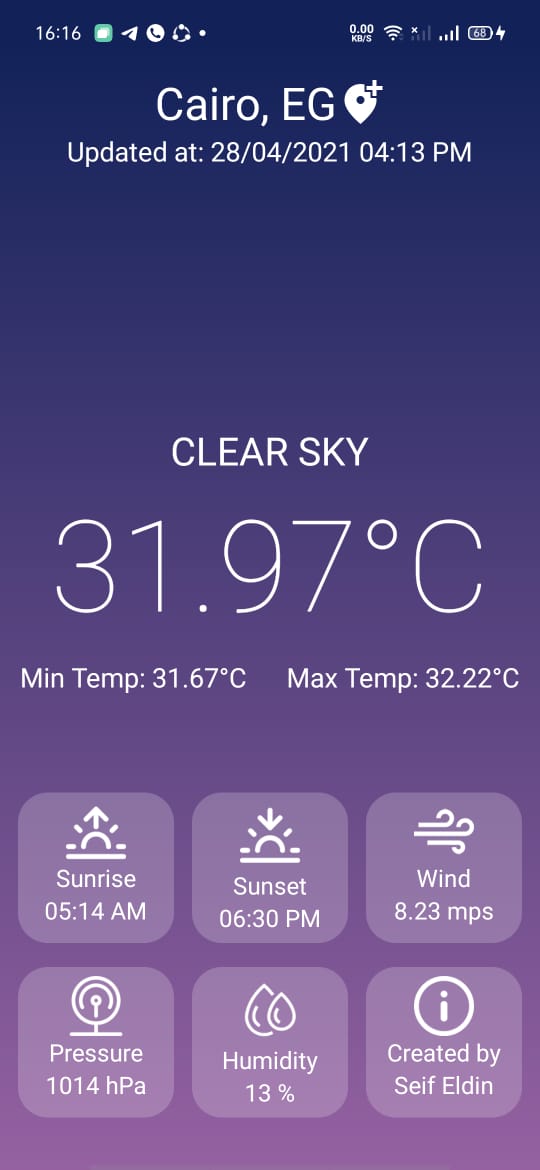 16:16
0.00
KB/S
68
Cairo, EG
Updated at: 28/04/2021 04:13 PM
CLEAR SKY
31.97°C
Min Temp: 31.67°C Max Temp: 32.22°C
Sunrise
05:14 AM
Sunset
06:30 PM
Wind
8.23 mps
Pressure
1014 hPa
Humidity
13 %
Created by
Seif Eldin